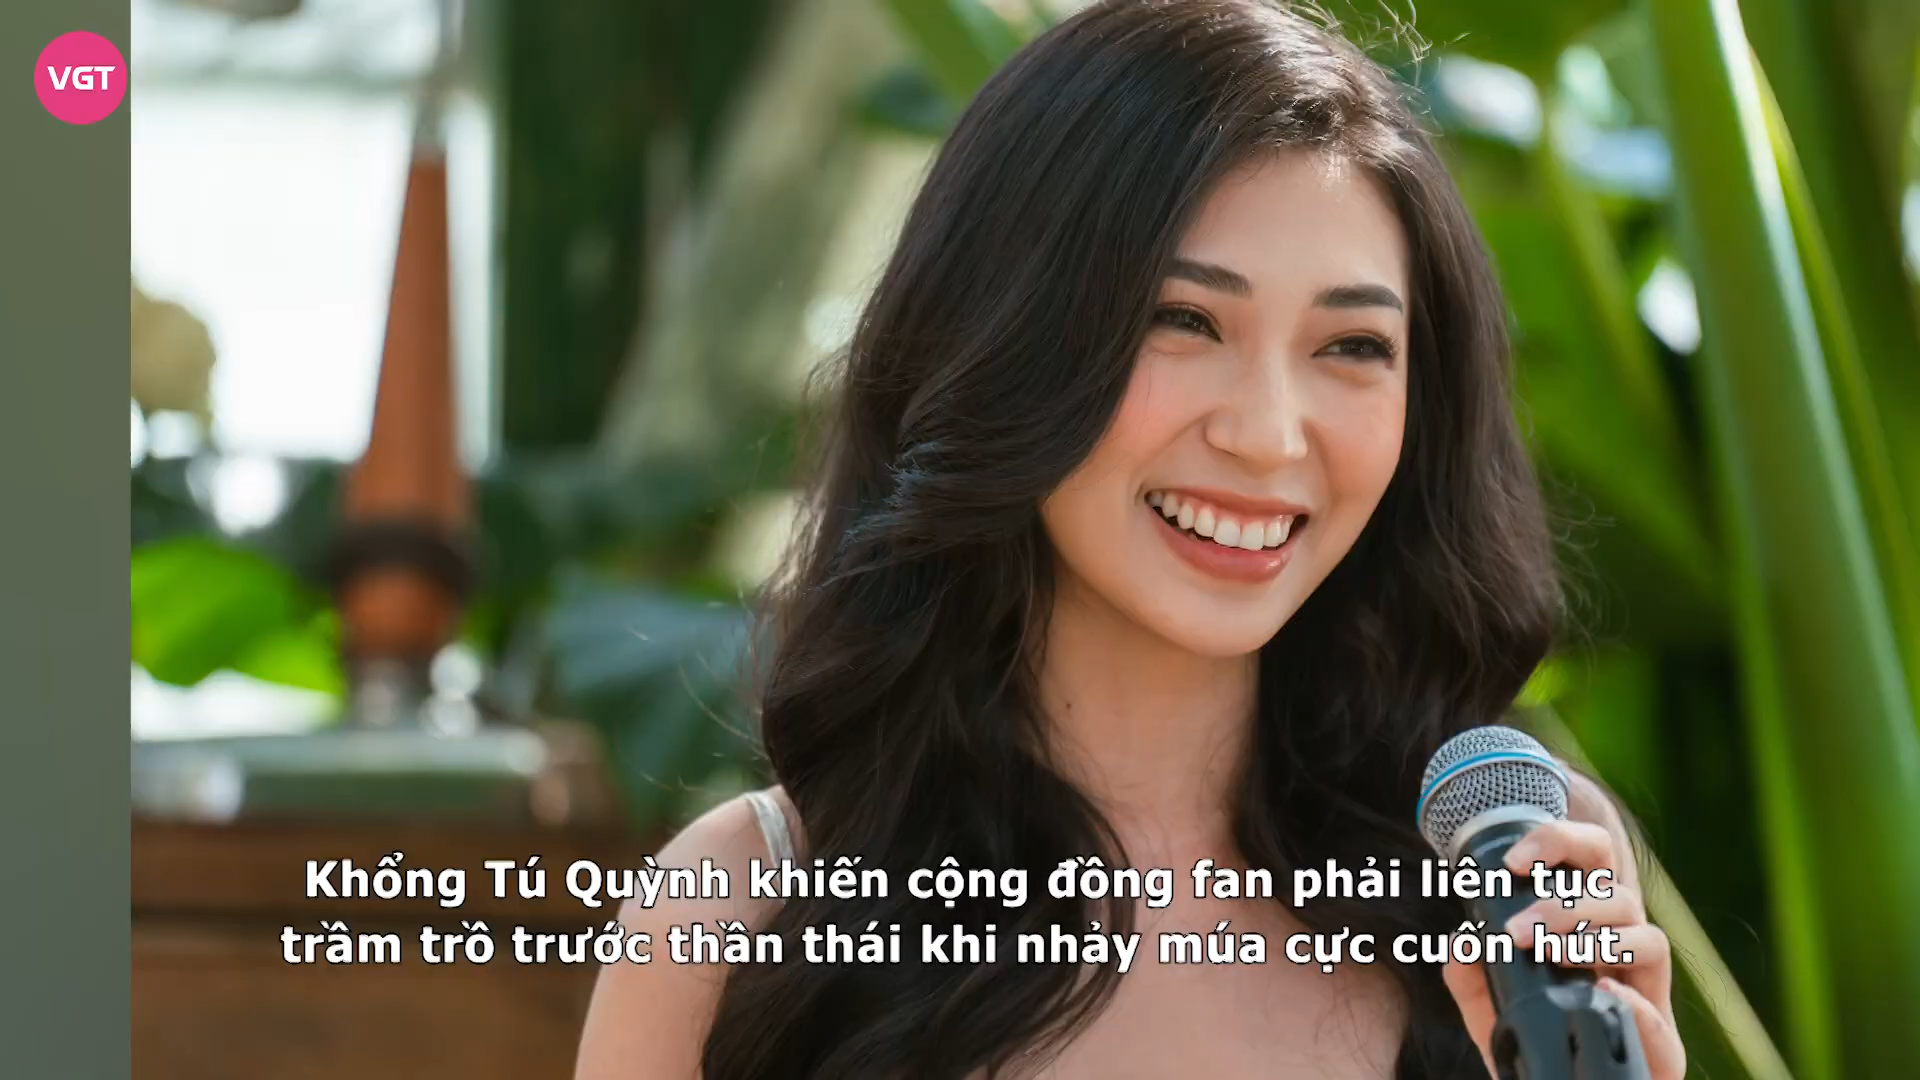 VGT
Khổng Tú Quỳnh khiến cộng đồng fan phải liên tục
trầm trồ trước thần thái khi nhảy múa cực cuốn hút.